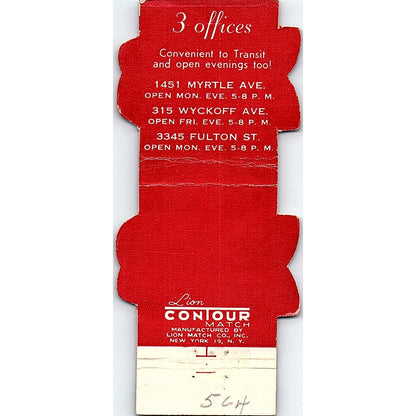 3 offices
Convenient to Transit
and open evenings too!
1451 MYRTLE AVE.
OPEN MON. EVE. 5-8 P. M.
315 WYCKOFF AVE.
OPEN FRI. EVE. 5-8 P. M.
3345 FULTON ST.
OPEN MON. EVE. 5-8 P. M.
Lion
CONTOUR
MATCH
MANUFACTURED BY
LION MATCH CO., INC.
NEW YORK 19, N. Y.
564